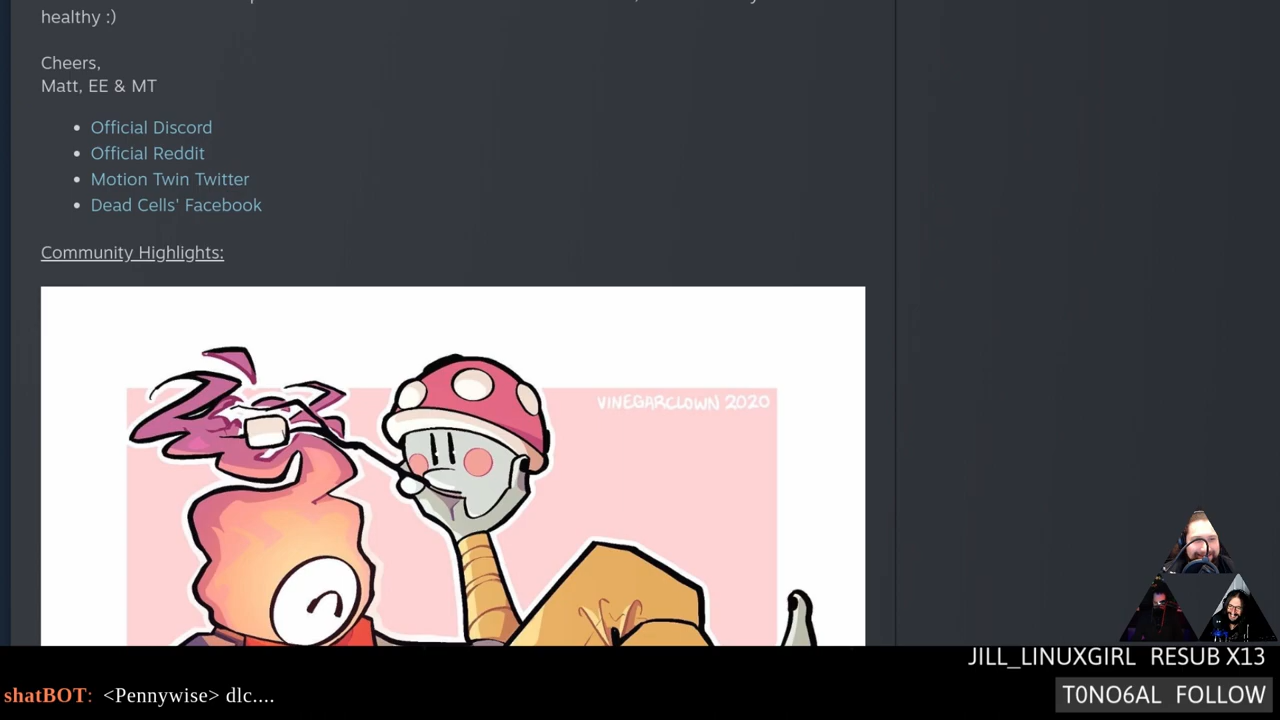 healthy :)
Cheers,
Matt, EE & MT
Official Discord
Official Reddit
Motion Twin Twitter
Dead Cells' Facebook
Community Highlights:
VINEGARCLOWN 2020
JILL_LINUXGIRL RESUB X13
shatBOT: <Pennywise> dlc....
T0NO6AL FOLLOW